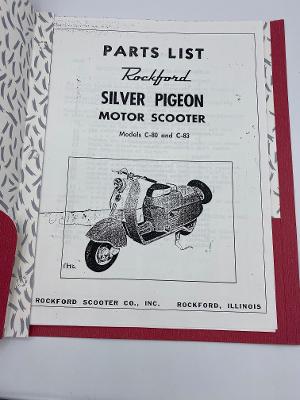 PARTS LIST
Rockford
SILVER PIGEON
MOTOR SCOOTER
Models C-80 and C-83
ROCKFORD SCOOTER CO., INC. ROCKFORD, ILLINOIS